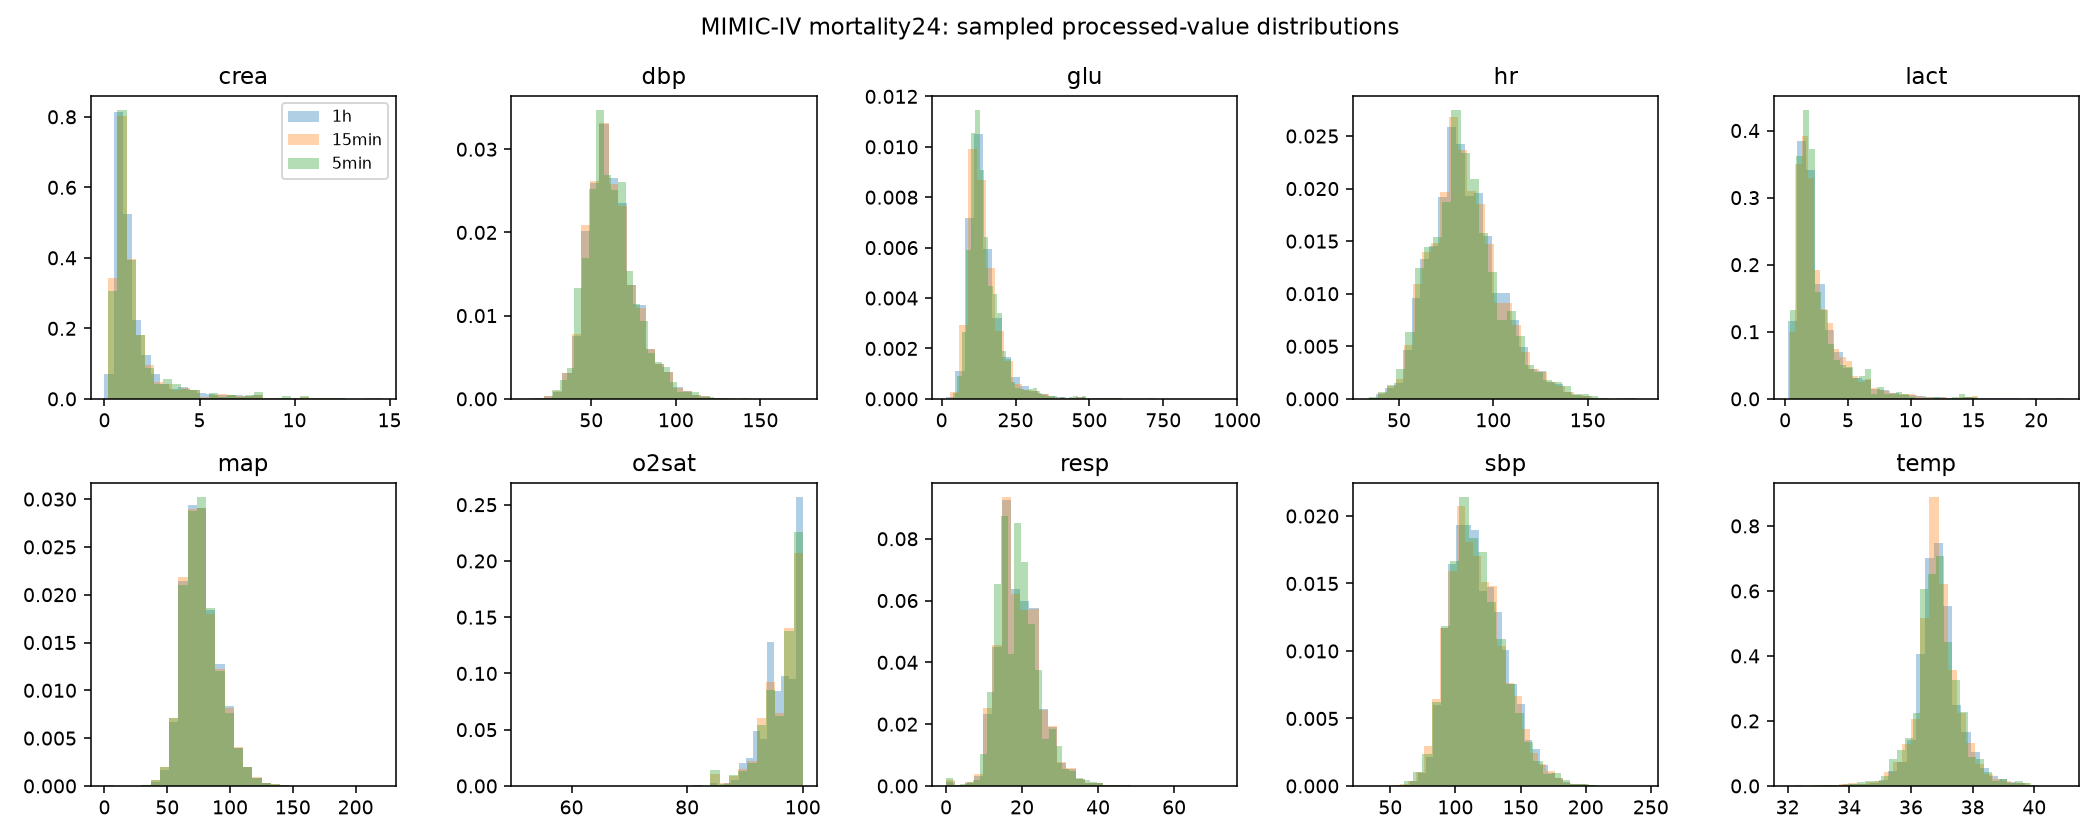 MIMIC-IV mortality24: sampled processed-value distributions
crea
0.8
0.6
0.4
0.2
0.0
0 5 10 15
1h
15min
5min
dbp
0.03
0.02
0.01
0.00
50 100 150
glu
0.012
0.010
0.008
0.006
0.004
0.002
0.000
0 250 500 750 1000
hr
0.025
0.020
0.015
0.010
0.005
0.000
50 100 150
lact
0.4
0.3
0.2
0.1
0.0
0 5 10 15 20
map
0.030
0.025
0.020
0.015
0.010
0.005
0.000
0 50 100 150 200
o2sat
0.25
0.20
0.15
0.10
0.05
0.00
60 80 100
resp
0.08
0.06
0.04
0.02
0.00
0 20 40 60
sbp
0.020
0.015
0.010
0.005
0.000
50 100 150 200 250
temp
0.8
0.6
0.4
0.2
0.0
32 34 36 38 40